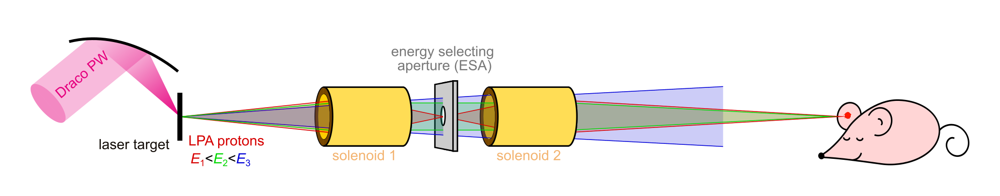 Draco PW
laser target
LPA protons
E1<E2<E3
solenoid 1
energy selecting
aperture (ESA)
solenoid 2